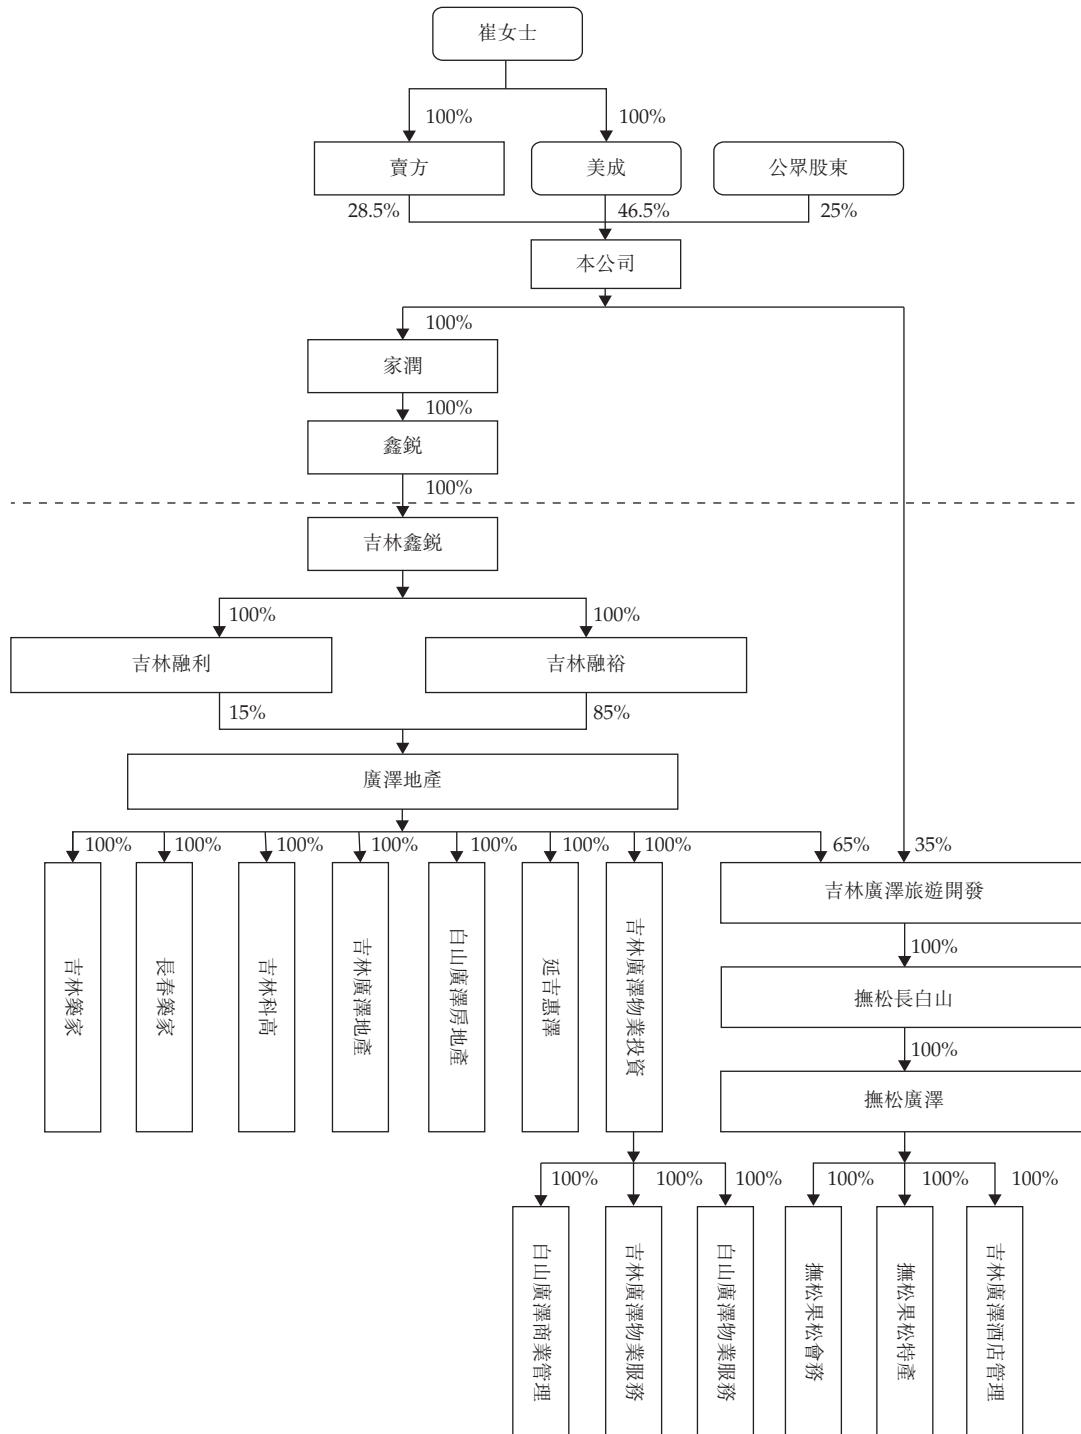 崔女士
100%
100%
賣方
美成
公眾股東
28.5%
46.5%
25%
本公司
100%
家潤
100%
鑫銳
100%
吉林鑫銳
100%
100%
吉林融利
吉林融裕
15%
85%
廣澤地產
100%
100%
100%
100%
100%
100%
100%
65%
35%
吉林築家
長春築家
吉林科高
吉林廣澤地產
白山廣澤房地產
延吉惠澤
吉林廣澤物業投資
吉林廣澤旅遊開發
100%
撫松長白山
100%
撫松廣澤
100%
100%
100%
100%
100%
100%
白山廣澤商業管理
吉林廣澤物業服務
白山廣澤物業服務
撫松果松會務
撫松果松特產
吉林廣澤酒店管理